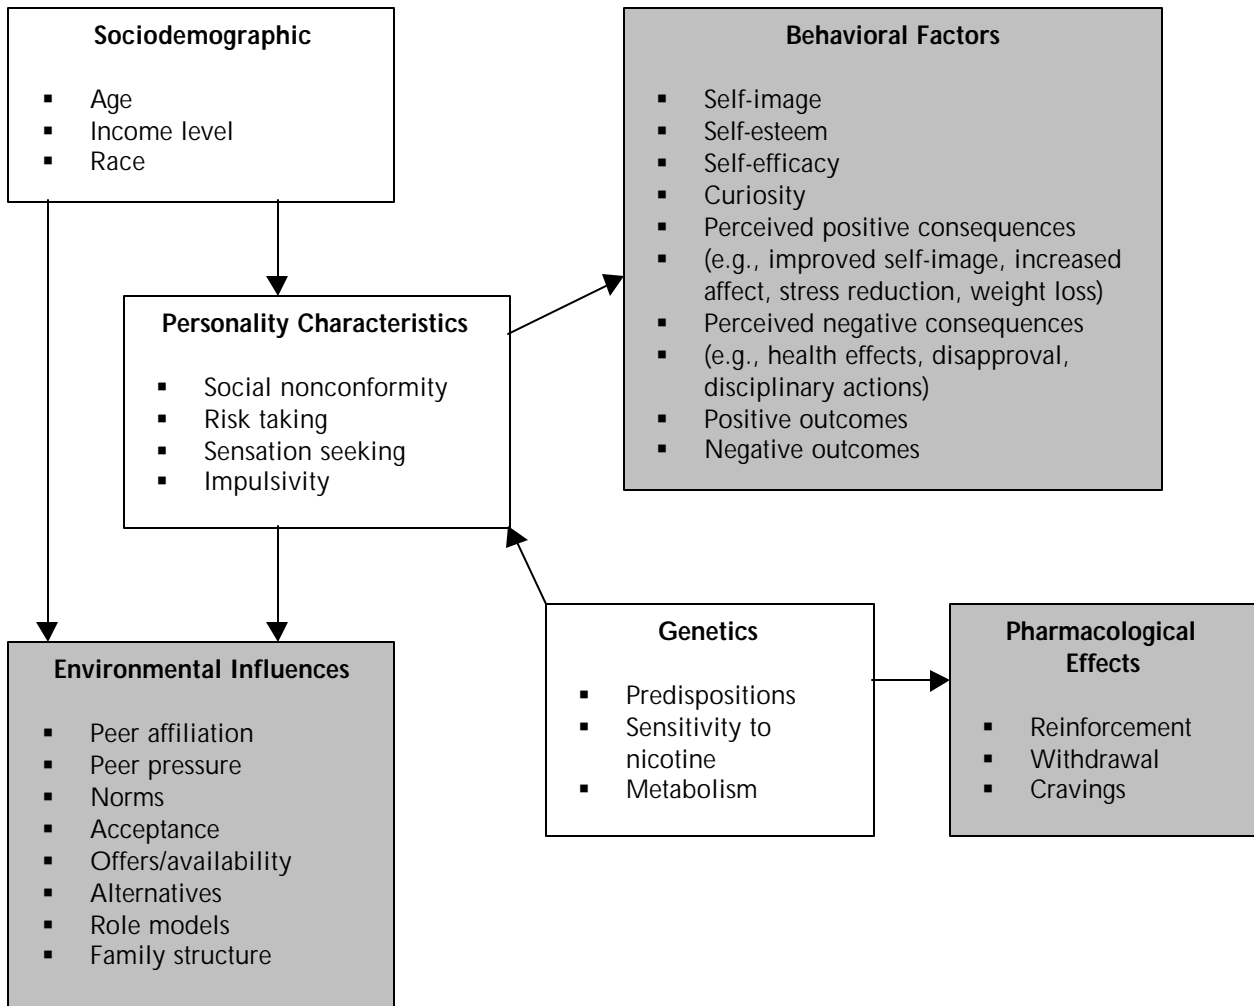 Sociodemographic
▪ Age
▪ Income level
▪ Race
Behavioral Factors
▪ Self-image
▪ Self-esteem
▪ Self-efficacy
▪ Curiosity
▪ Perceived positive consequences
▪ (e.g., improved self-image, increased
affect, stress reduction, weight loss)
▪ Perceived negative consequences
▪ (e.g., health effects, disapproval,
disciplinary actions)
▪ Positive outcomes
▪ Negative outcomes
Personality Characteristics
▪ Social nonconformity
▪ Risk taking
▪ Sensation seeking
▪ Impulsivity
Environmental Influences
▪ Peer affiliation
▪ Peer pressure
▪ Norms
▪ Acceptance
▪ Offers/availability
▪ Alternatives
▪ Role models
▪ Family structure
Genetics
▪ Predispositions
▪ Sensitivity to
nicotine
▪ Metabolism
Pharmacological
Effects
▪ Reinforcement
▪ Withdrawal
▪ Cravings